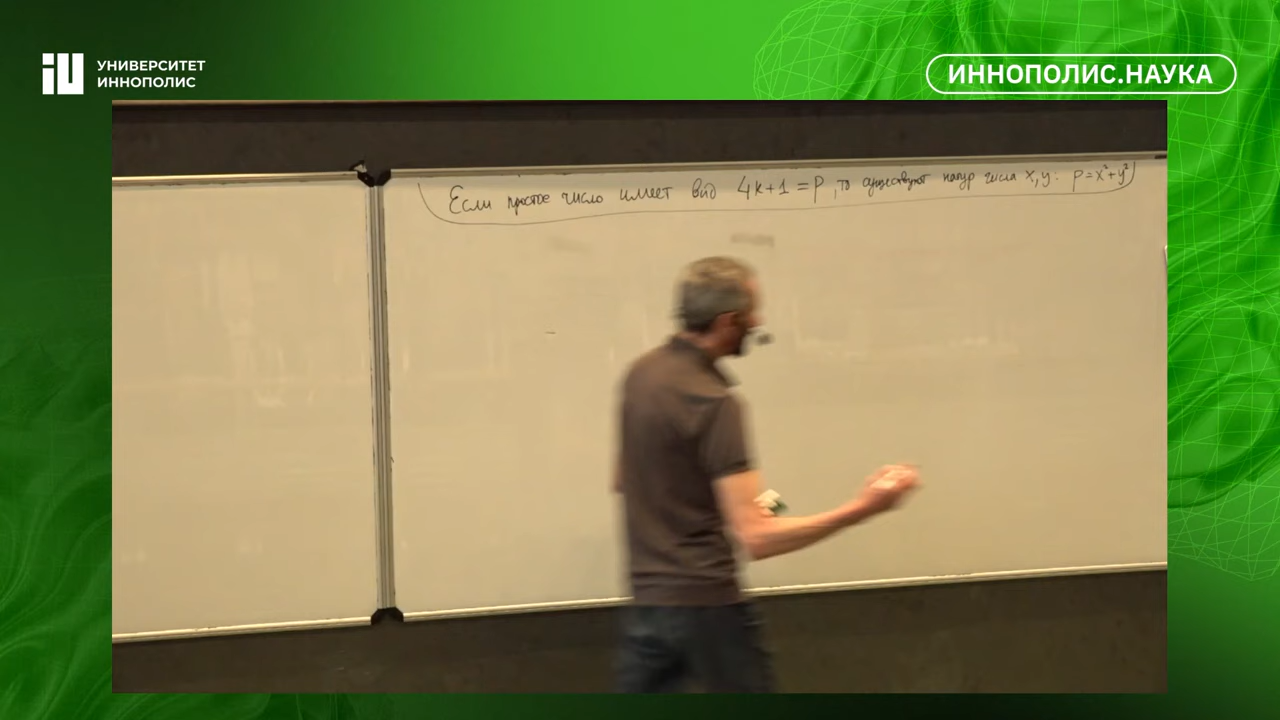 УНИВЕРСИТЕТ
ИННОПОЛИС
ИННОПОЛИС.НАУКА
Если простое число имеет вид 4k+1=p, то существуют натур числа x, y: p=x²+y²